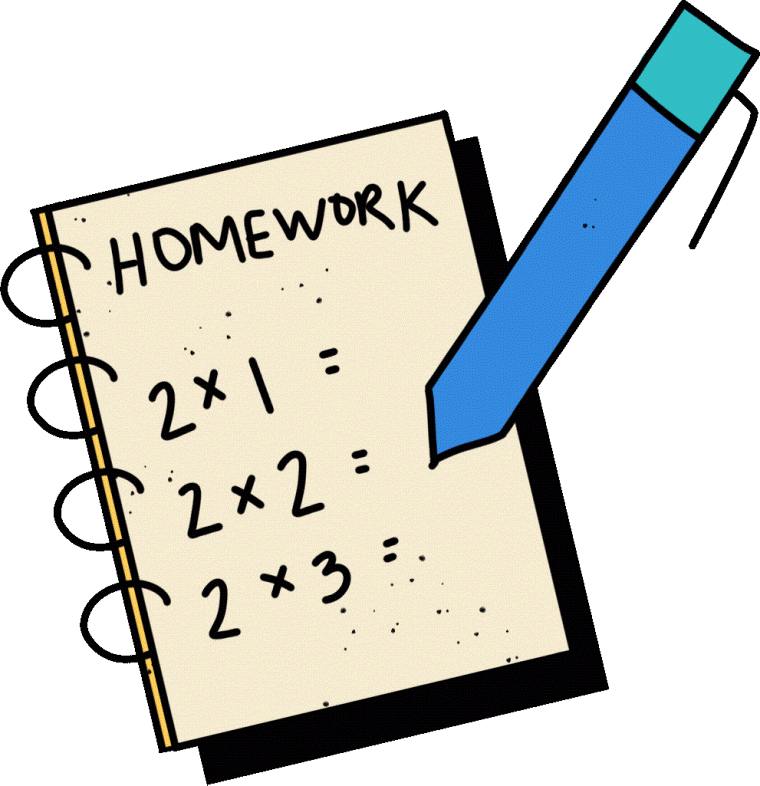 HOMEWORK
2 × 1 =
2 × 2 =
2 × 3 =